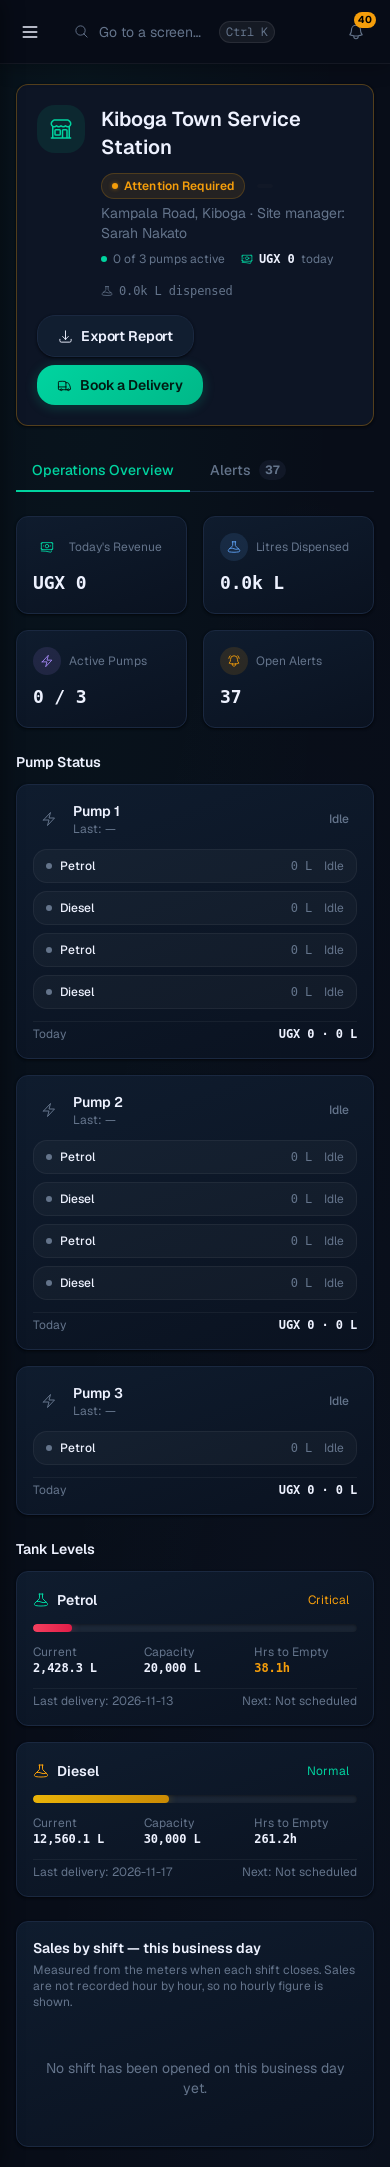 Go to a screen...
Ctrl K
40
Kiboga Town Service
Station
Attention Required
Kampala Road, Kiboga · Site manager:
Sarah Nakato
0 of 3 pumps active
UGX 0 today
0.0k L dispensed
Export Report
Book a Delivery
Operations Overview
Alerts 37
Today's Revenue
UGX 0
Litres Dispensed
0.0k L
Active Pumps
0 / 3
Open Alerts
37
Pump Status
Pump 1
Idle
Last: —
Petrol 0 L Idle
Diesel 0 L Idle
Petrol 0 L Idle
Diesel 0 L Idle
Today UGX 0 · 0 L
Pump 2
Idle
Last: —
Petrol 0 L Idle
Diesel 0 L Idle
Petrol 0 L Idle
Diesel 0 L Idle
Today UGX 0 · 0 L
Pump 3
Idle
Last: —
Petrol 0 L Idle
Today UGX 0 · 0 L
Tank Levels
Petrol Critical
Current Capacity Hrs to Empty
2,428.3 L 20,000 L 38.1h
Last delivery: 2026-11-13 Next: Not scheduled
Diesel Normal
Current Capacity Hrs to Empty
12,560.1 L 30,000 L 261.2h
Last delivery: 2026-11-17 Next: Not scheduled
Sales by shift — this business day
Measured from the meters when each shift closes. Sales
are not recorded hour by hour, so no hourly figure is
shown.
No shift has been opened on this business day
yet.